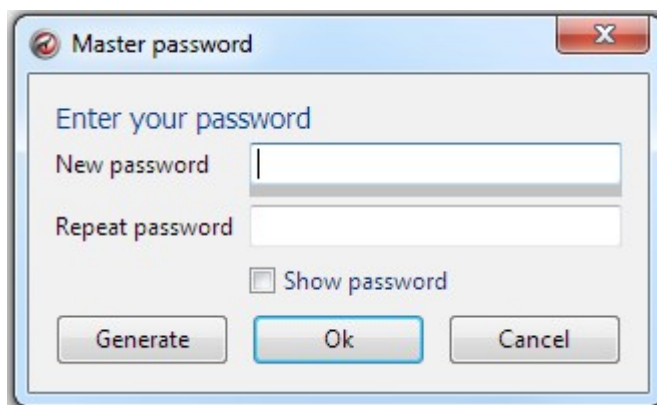 Master password
Enter your password
New password
Repeat password
Show password
Generate Ok Cancel